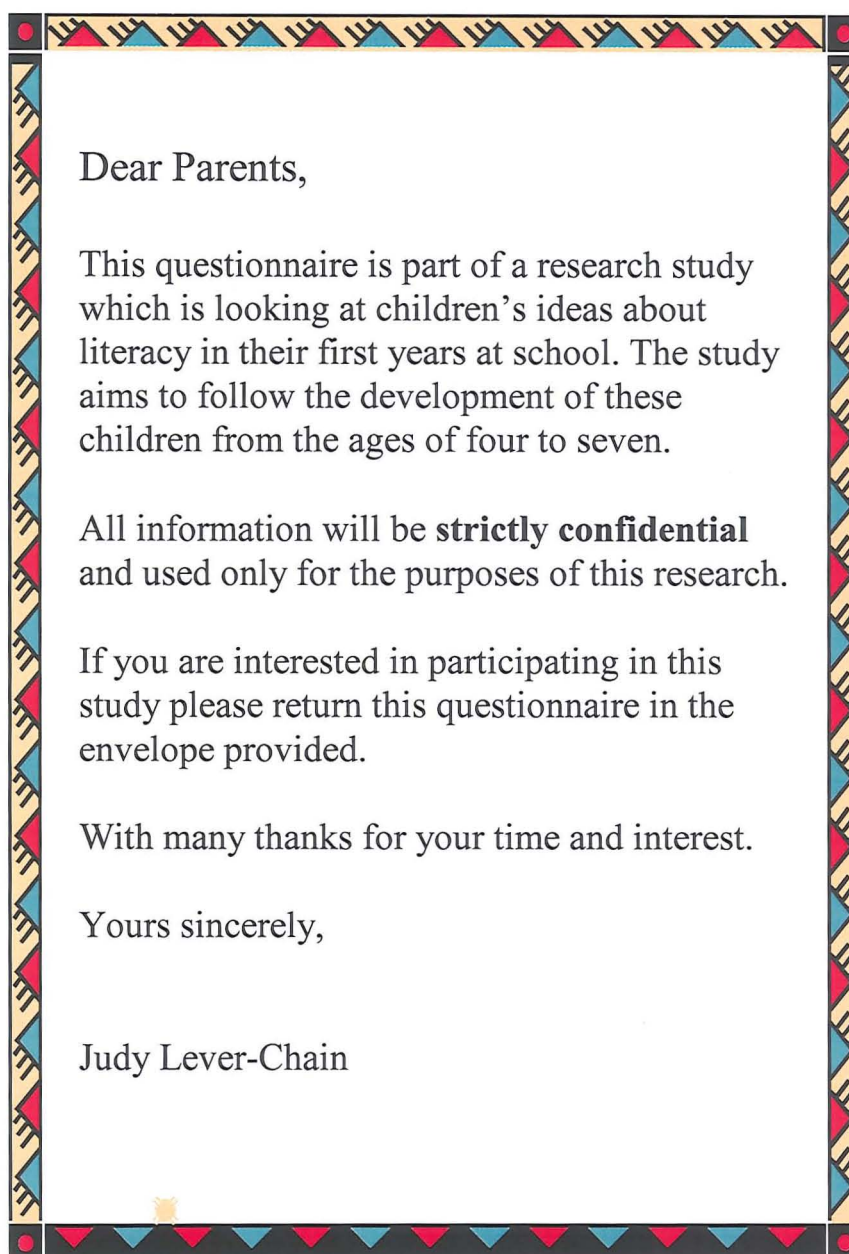 Dear Parents,
This questionnaire is part of a research study
which is looking at children’s ideas about
literacy in their first years at school. The study
aims to follow the development of these
children from the ages of four to seven.
All information will be strictly confidential
and used only for the purposes of this research.
If you are interested in participating in this
study please return this questionnaire in the
envelope provided.
With many thanks for your time and interest.
Yours sincerely,
Judy Lever-Chain